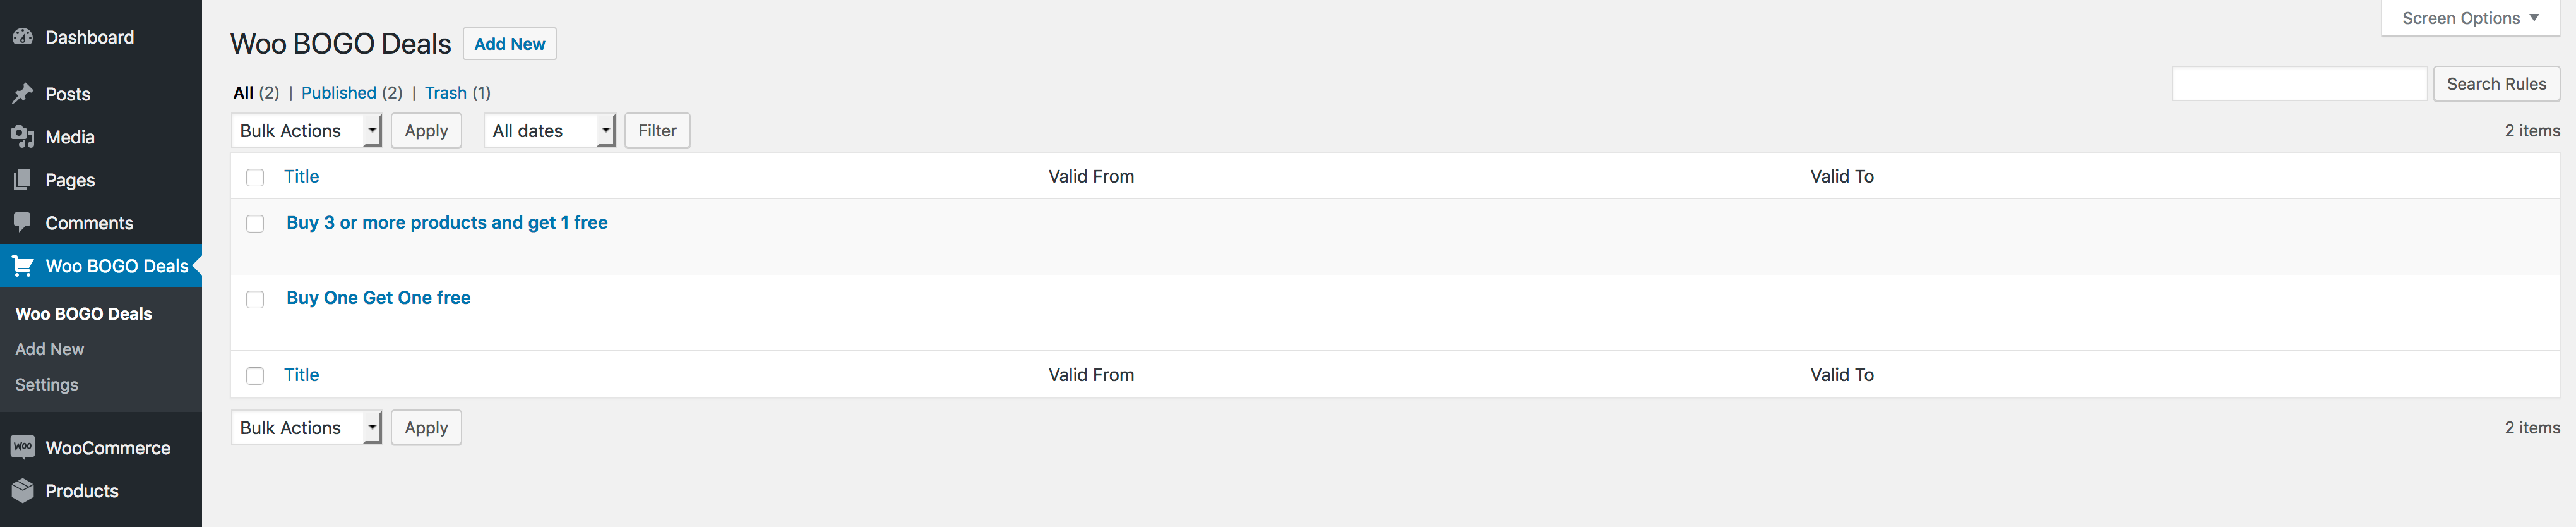 Dashboard
Posts
Media
Pages
Comments
Woo BOGO Deals
Woo BOGO Deals
Add New
Settings
WOO WooCommerce
Products
Screen Options ▼
Woo BOGO Deals Add New
All (2) | Published (2) | Trash (1)
Search Rules
Bulk Actions Apply All dates Filter 2 items
Title Valid From Valid To
Buy 3 or more products and get 1 free
Buy One Get One free
Title Valid From Valid To
Bulk Actions Apply 2 items